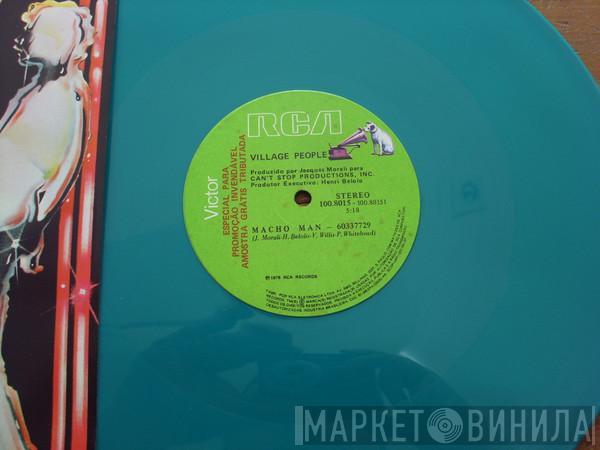 RCA
Victor
ESPECIAL PARA
PROMOÇÃO INVENDÁVEL
AMOSTRA GRÁTIS TRIBUTADA
VILLAGE PEOPLE
Produzido por Jacques Morali para
CAN'T STOP PRODUCTIONS, INC.
Produtor Executivo: Henri Belolo
STEREO
100.8015 - 100.80151
5:18
MACHO MAN - 60337729
(J. Morali-H. Belolo-V. Willis-P. Whitehead)
℗1978 RCA RECORDS
МАРКЕТ ВИНИЛА